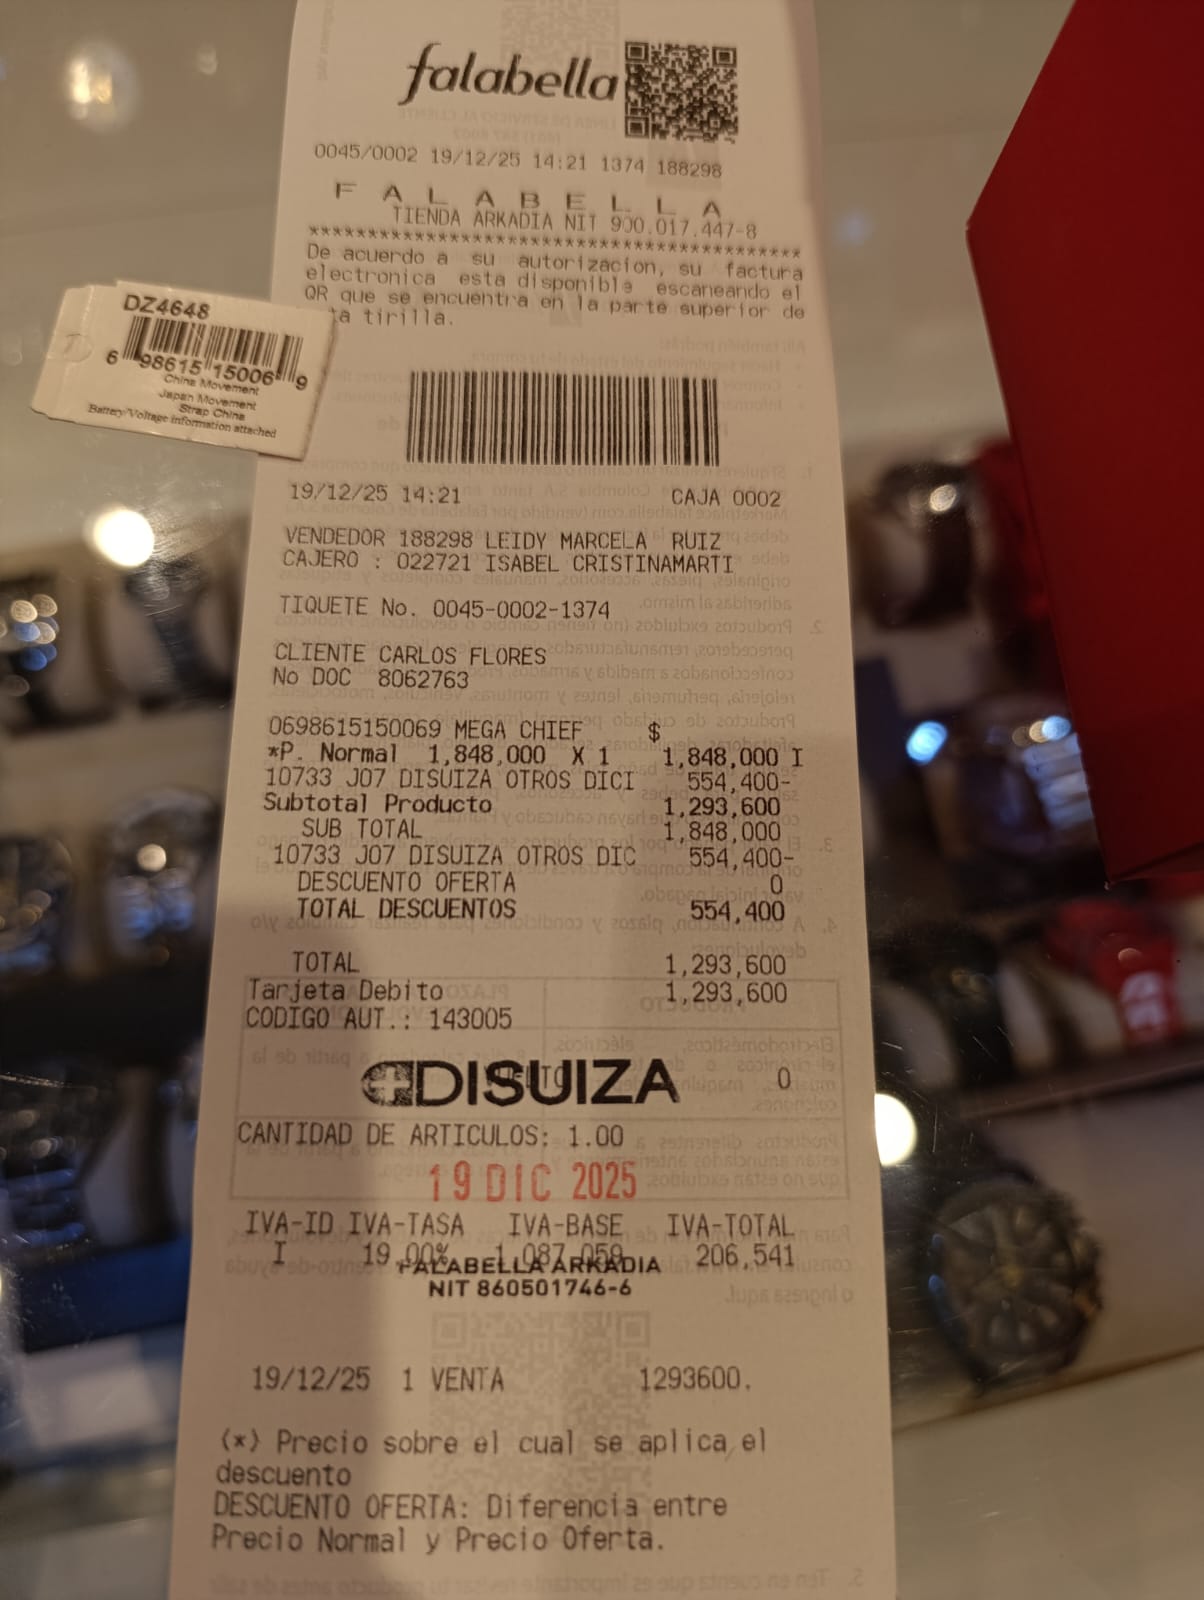 falabella
0045/0002 19/12/25 14:21 1374 188298
F A L A B E L L A
TIENDA ARKADIA NIT 900.017.447-8
****************************************
De acuerdo a su autorizacion, su factura
electronica esta disponible escaneando el
QR que se encuentra en la parte superior de
ta tirilla.
DZ4648
6 98615 15006 9
China Movement
Japan Movement
Strap China
Battery/Voltage information attached
19/12/25 14:21 CAJA 0002
VENDEDOR 188298 LEIDY MARCELA RUIZ
CAJERO : 022721 ISABEL CRISTINAMARTI
TIQUETE No. 0045-0002-1374
CLIENTE CARLOS FLORES
No DOC 8062763
0698615150069 MEGA CHIEF $
*P. Normal 1,848,000 X 1 1,848,000 I
10733 J07 DISUIZA OTROS DICI 554,400-
Subtotal Producto 1,293,600
SUB TOTAL 1,848,000
10733 J07 DISUIZA OTROS DIC 554,400-
DESCUENTO OFERTA 0
TOTAL DESCUENTOS 554,400
TOTAL 1,293,600
Tarjeta Debito 1,293,600
CODIGO AUT.: 143005
DISUIZA 0
CANTIDAD DE ARTICULOS: 1.00
19 DIC 2025
IVA-ID IVA-TASA IVA-BASE IVA-TOTAL
I 19.00% 1,087,059 206,541
FALABELLA ARKADIA
NIT 860501746-6
19/12/25 1 VENTA 1293600.
(*) Precio sobre el cual se aplica el
descuento
DESCUENTO OFERTA: Diferencia entre
Precio Normal y Precio Oferta.